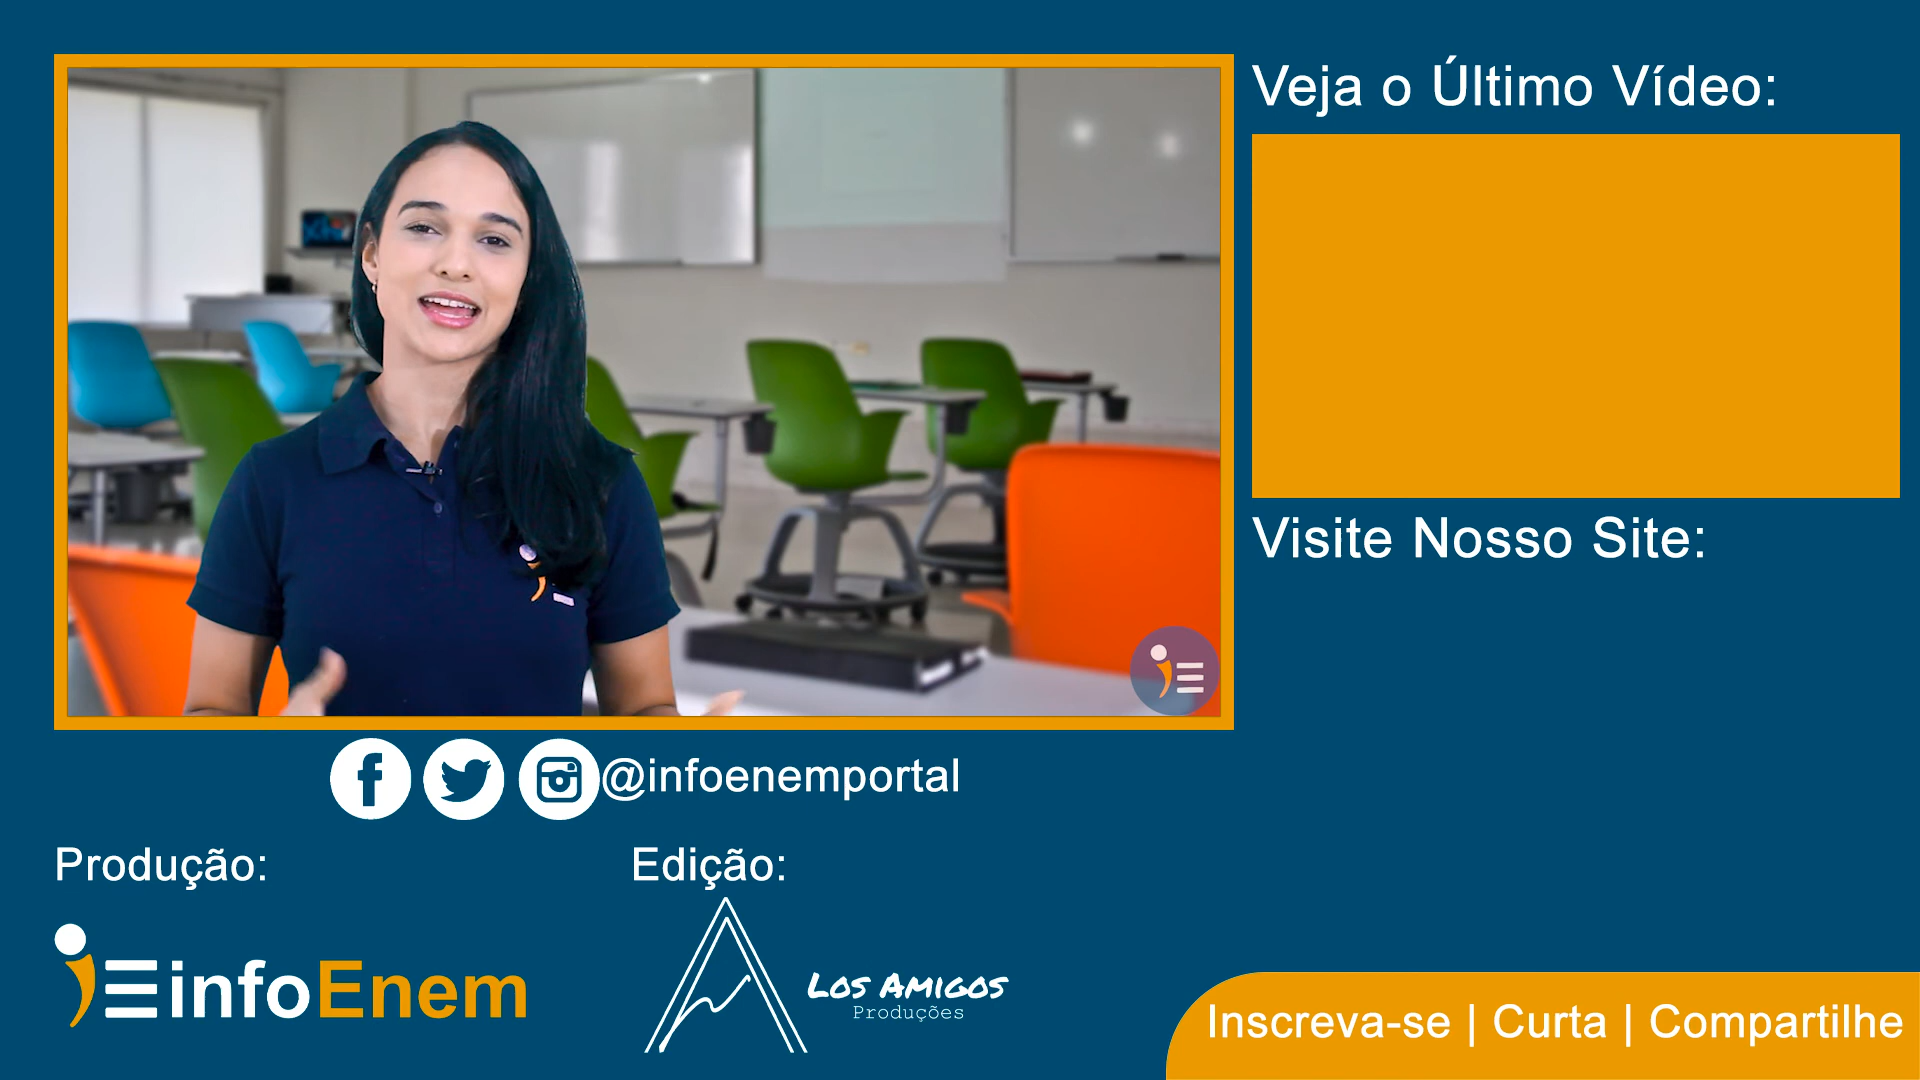 Veja o Último Vídeo:
Visite Nosso Site:
@infoenemportal
Produção:
Edição:
infoEnem
Los Amigos
Produções
Inscreva-se | Curta | Compartilhe